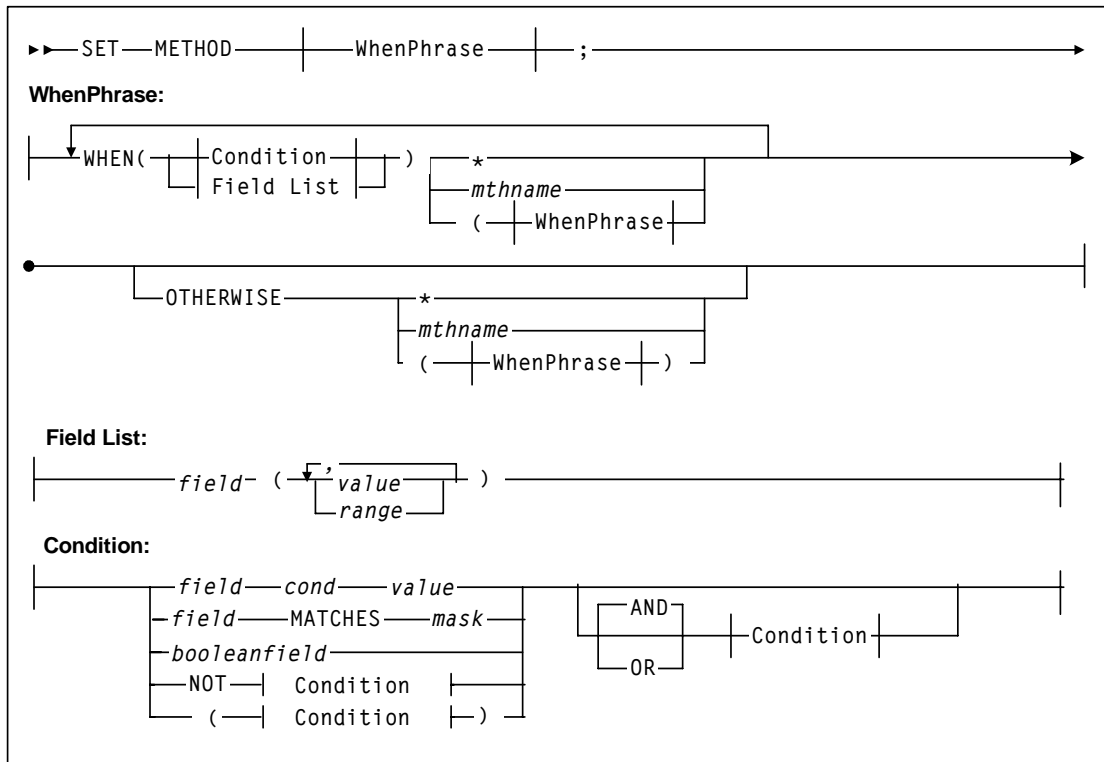 SET METHOD WhenPhrase ;
WhenPhrase:
WHEN( Condition ) *
Field List mthname
( WhenPhrase
OTHERWISE *
mthname
( WhenPhrase )
Field List:
,
field ( value )
range
Condition:
field cond value
field MATCHES mask AND
booleanfield Condition
NOT Condition OR
( Condition )